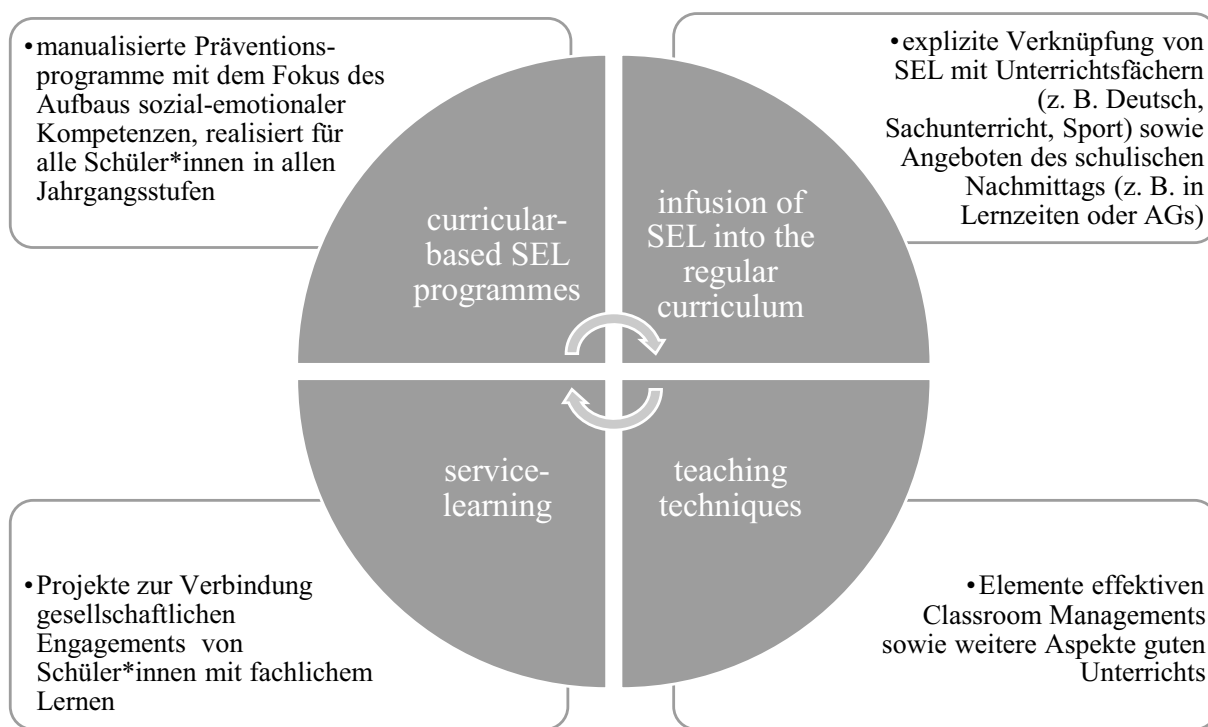 •manualisierte Präventions-
programme mit dem Fokus des
Aufbaus sozial-emotionaler
Kompetenzen, realisiert für
alle Schüler*innen in allen
Jahrgangsstufen
•explizite Verknüpfung von
SEL mit Unterrichtsfächern
(z. B. Deutsch,
Sachunterricht, Sport) sowie
Angeboten des schulischen
Nachmittags (z. B. in
Lernzeiten oder AGs)
curricular-
based SEL
programmes
infusion of
SEL into the
regular
curriculum
service-
learning
teaching
techniques
•Projekte zur Verbindung
gesellschaftlichen
Engagements von
Schüler*innen mit fachlichem
Lernen
•Elemente effektiven
Classroom Managements
sowie weitere Aspekte guten
Unterrichts